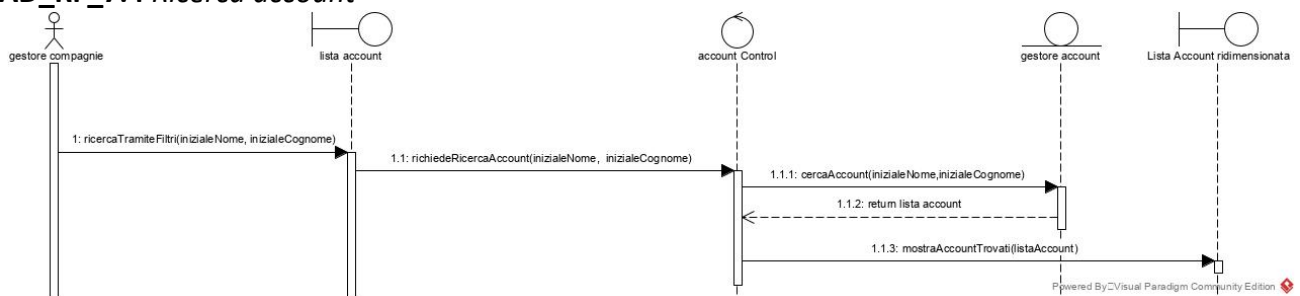 ricerca account
gestore compagnie
lista account
account Control
gestore account
Lista Account ridimensionata
1: ricercaTramiteFiltri(inizialeNome, inizialeCognome)
1.1: richiedeRicercaAccount(inizialeNome, inizialeCognome)
1.1.1: cercaAccount(inizialeNome,inizialeCognome)
1.1.2: return lista account
1.1.3: mostraAccountTrovati(listaAccount)
Powered By Visual Paradigm Community Edition